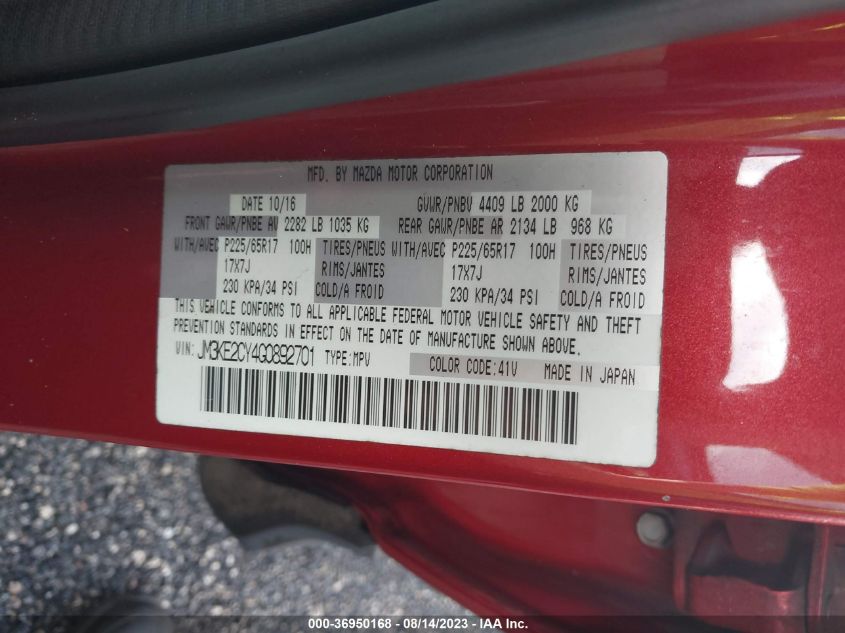 MFD. BY MAZDA MOTOR CORPORATION
DATE 10/16 GVWR/PNBV 4409 LB 2000 KG
FRONT GAWR/PNBE AV 2282 LB 1035 KG REAR GAWR/PNBE AR 2134 LB 968 KG
WITH/AVEC P225/65R17 100H TIRES/PNEUS WITH/AVEC P225/65R17 100H TIRES/PNEUS
17X7J RIMS/JANTES 17X7J RIMS/JANTES
230 KPA/34 PSI COLD/A FROID 230 KPA/34 PSI COLD/A FROID
THIS VEHICLE CONFORMS TO ALL APPLICABLE FEDERAL MOTOR VEHICLE SAFETY AND THEFT
PREVENTION STANDARDS IN EFFECT ON THE DATE OF MANUFACTURE SHOWN ABOVE.
VIN: JM3KE2CY4G0892701 TYPE:MPV COLOR CODE:41V MADE IN JAPAN
000-36950168 - 08/14/2023 - IAAI.com